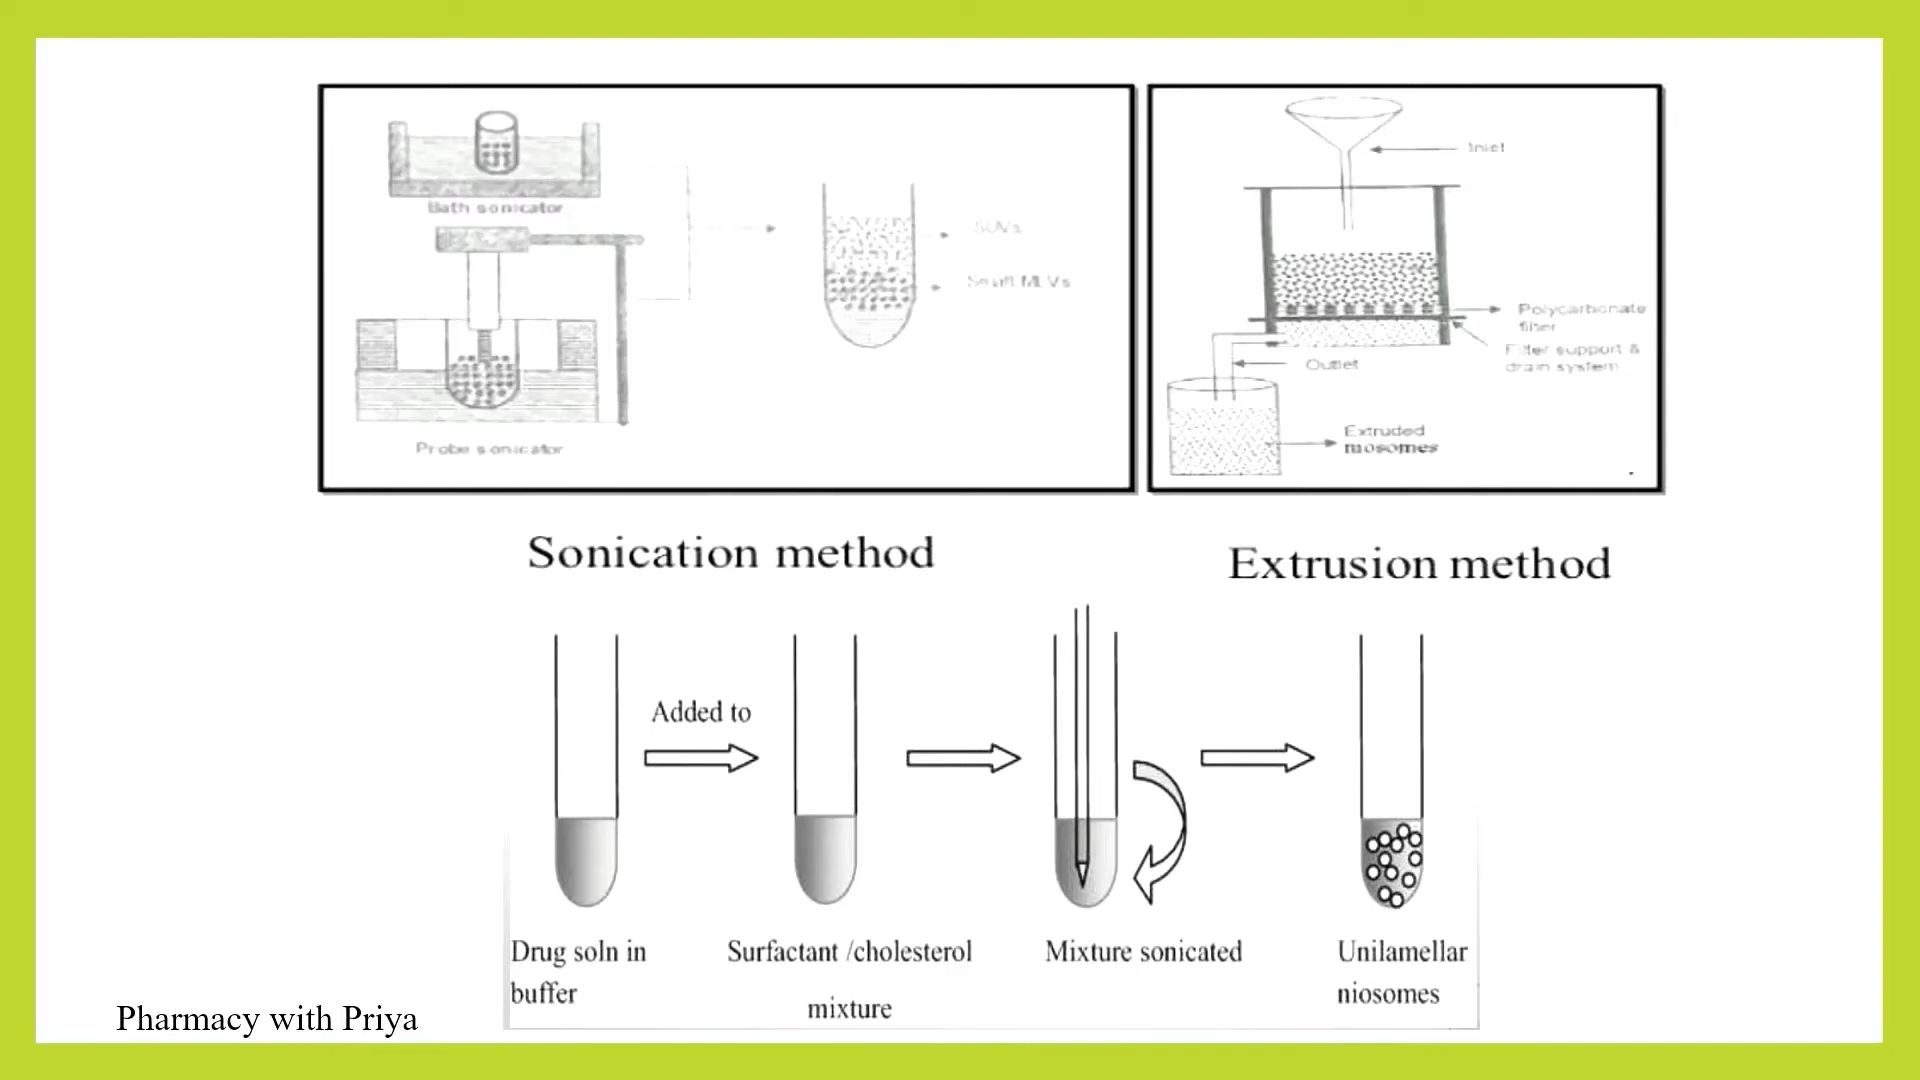 Bath sonicator
Probe sonicator
SUVs
Small MLVs
Inlet
Polycarbonate
filter
Filter support &
drain system
Outlet
Extruded
niosomes
Sonication method
Extrusion method
Added to
Drug soln in
buffer
Surfactant /cholesterol
mixture
Mixture sonicated
Unilamellar
niosomes
Pharmacy with Priya